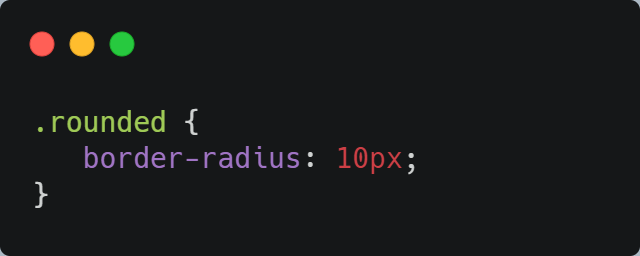 .rounded {
   border-radius: 10px;
}